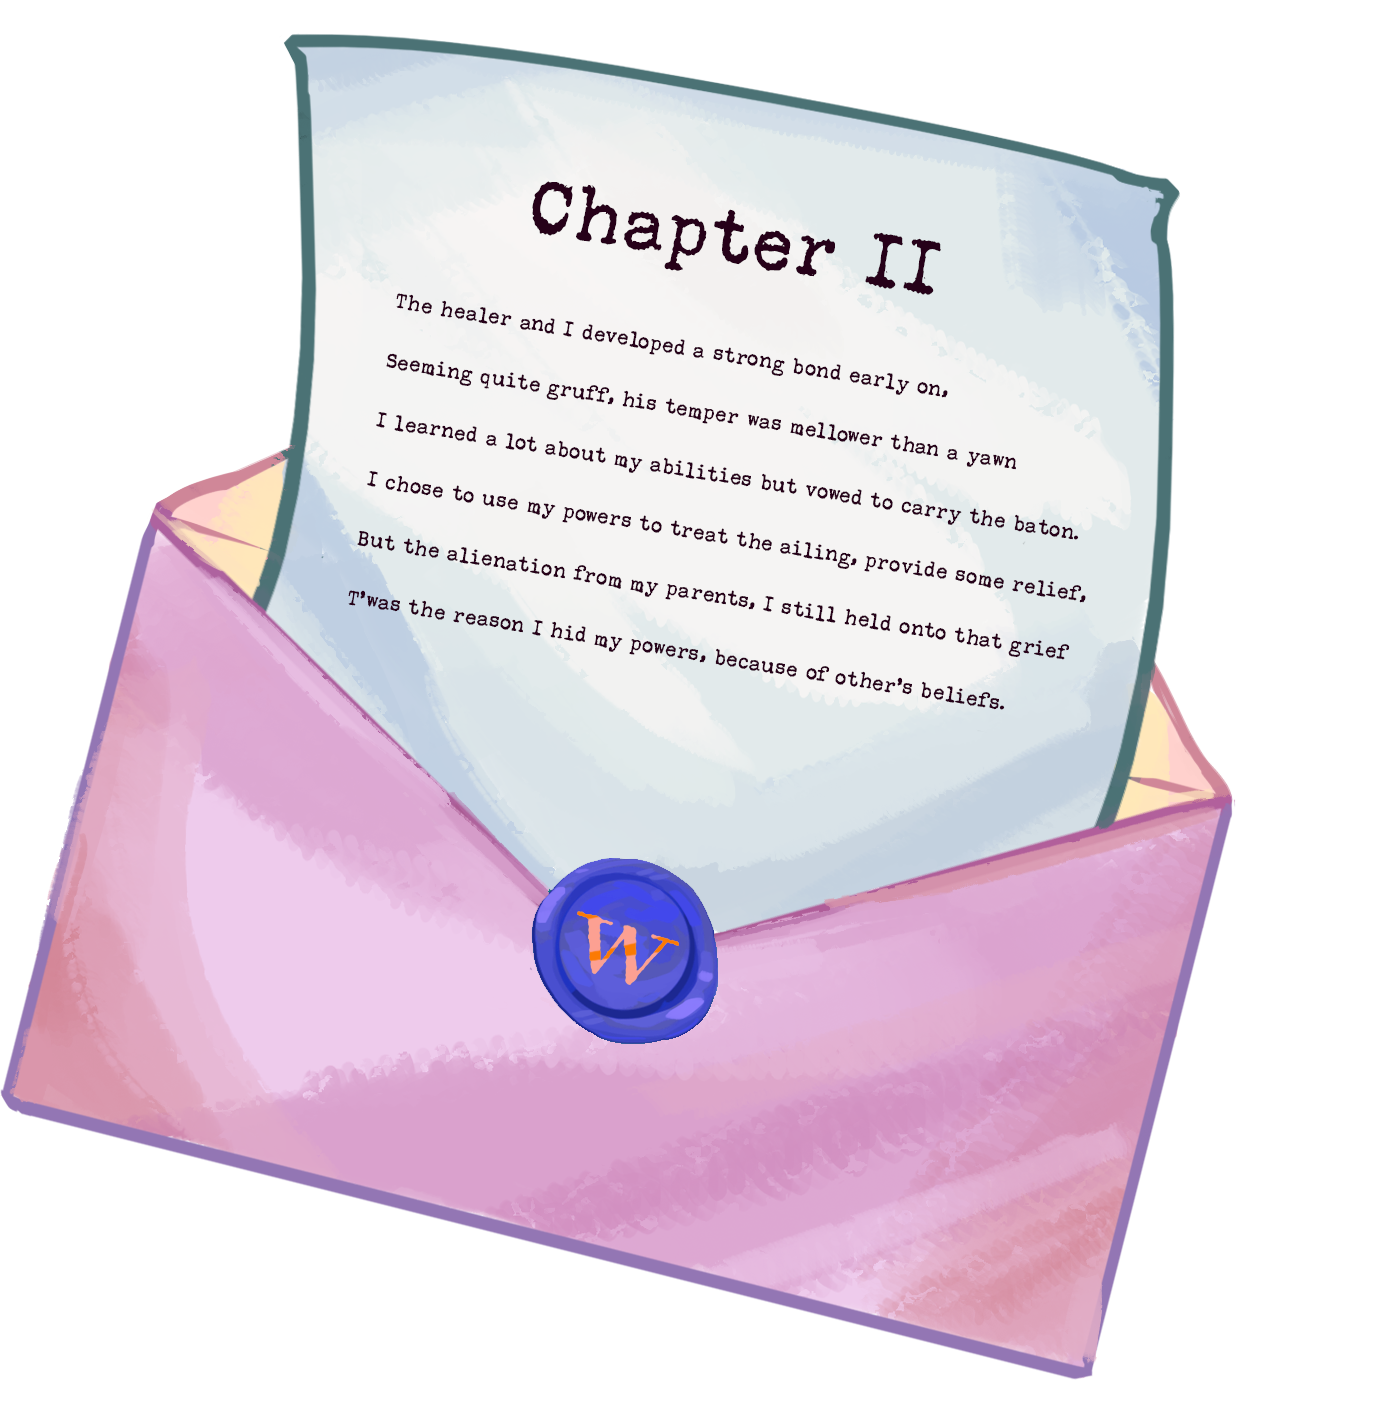 Chapter II
The healer and I developed a strong bond early on,
Seeming quite gruff, his temper was mellower than a yawn
I learned a lot about my abilities but vowed to carry the baton.
I chose to use my powers to treat the ailing, provide some relief,
But the alienation from my parents, I still held onto that grief
T'was the reason I hid my powers, because of other's beliefs.
W